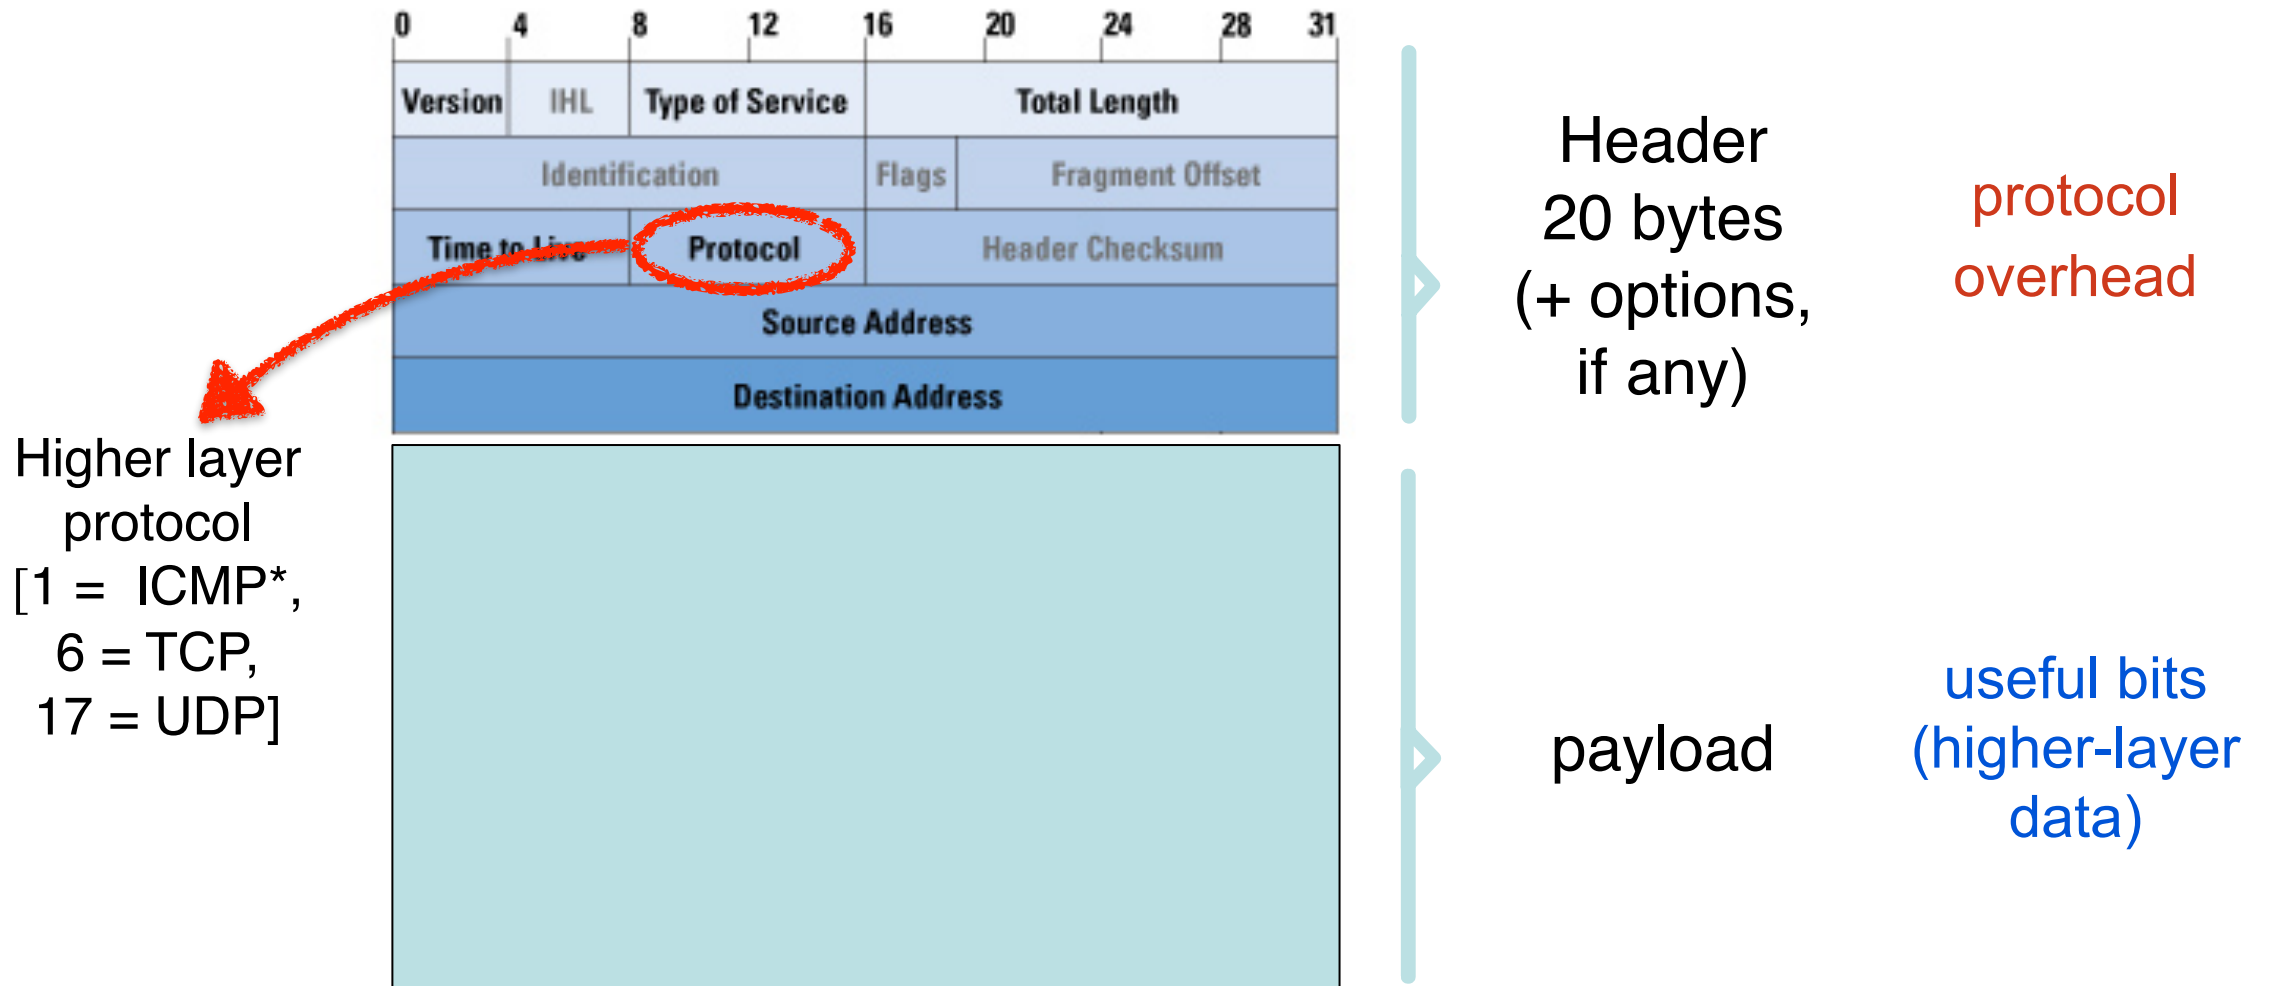 0 4 8 12 16 20 24 28 31
Version IHL Type of Service Total Length
Identification Flags Fragment Offset
Time to Live Protocol Header Checksum
Source Address
Destination Address
Header
20 bytes
(+ options,
if any)
protocol
overhead
Higher layer
protocol
[1 = ICMP*,
6 = TCP,
17 = UDP]
payload
useful bits
(higher-layer
data)